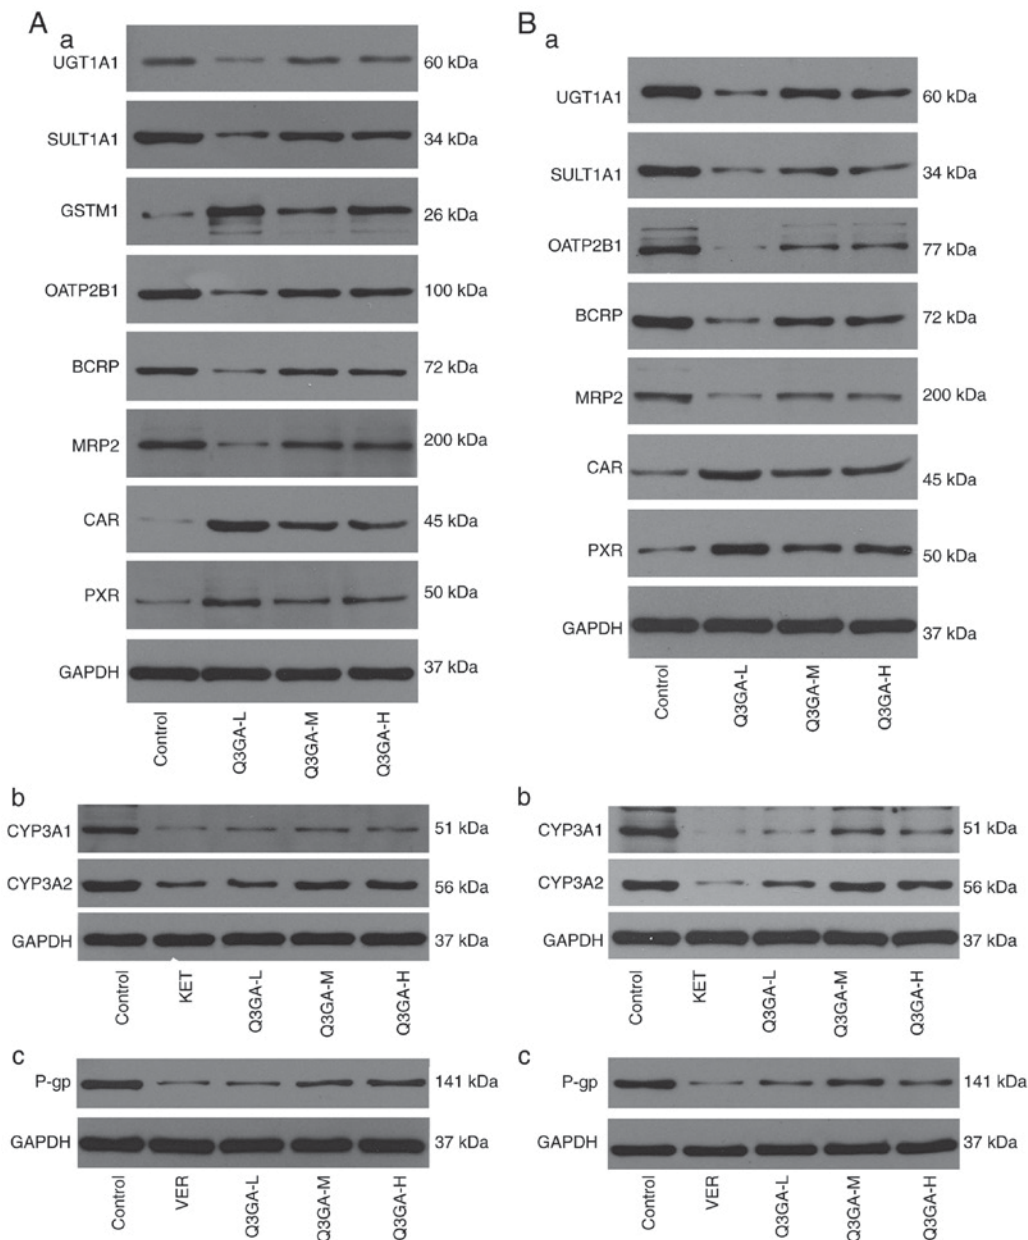 A
a
UGT1A1 60 kDa
SULT1A1 34 kDa
GSTM1 26 kDa
OATP2B1 100 kDa
BCRP 72 kDa
MRP2 200 kDa
CAR 45 kDa
PXR 50 kDa
GAPDH 37 kDa
Control Q3GA-L Q3GA-M Q3GA-H
b
CYP3A1 51 kDa
CYP3A2 56 kDa
GAPDH 37 kDa
Control KET Q3GA-L Q3GA-M Q3GA-H
c
P-gp 141 kDa
GAPDH 37 kDa
Control VER Q3GA-L Q3GA-M Q3GA-H
B
a
UGT1A1 60 kDa
SULT1A1 34 kDa
OATP2B1 77 kDa
BCRP 72 kDa
MRP2 200 kDa
CAR 45 kDa
PXR 50 kDa
GAPDH 37 kDa
Control Q3GA-L Q3GA-M Q3GA-H
b
CYP3A1 51 kDa
CYP3A2 56 kDa
GAPDH 37 kDa
Control KET Q3GA-L Q3GA-M Q3GA-H
c
P-gp 141 kDa
GAPDH 37 kDa
Control VER Q3GA-L Q3GA-M Q3GA-H